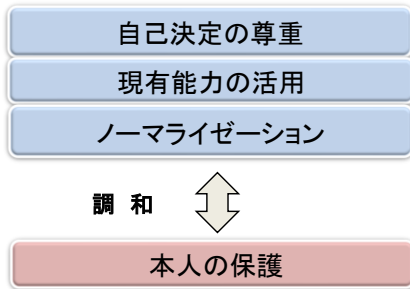 自己決定の尊重
現有能力の活用
ノーマライゼーション
調 和
本人の保護